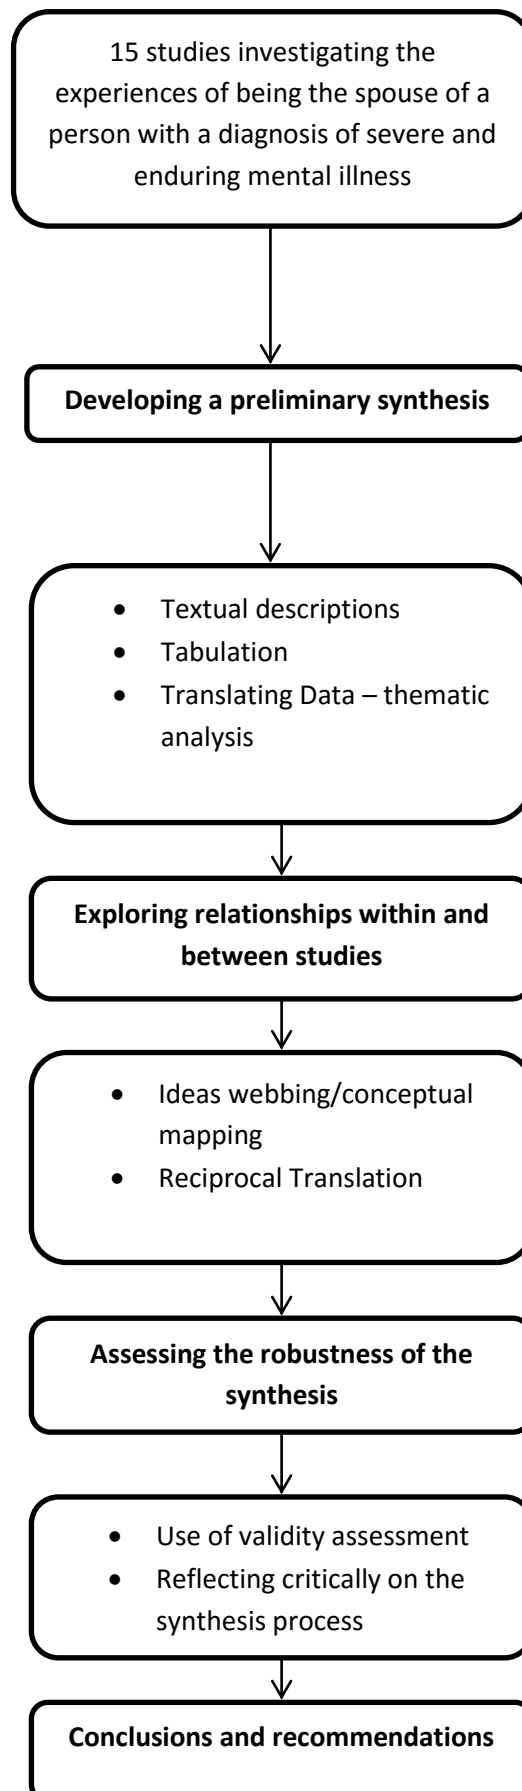 15 studies investigating the
experiences of being the spouse of a
person with a diagnosis of severe and
enduring mental illness
Developing a preliminary synthesis
• Textual descriptions
• Tabulation
• Translating Data – thematic
analysis
Exploring relationships within and
between studies
• Ideas webbing/conceptual
mapping
• Reciprocal Translation
Assessing the robustness of the
synthesis
• Use of validity assessment
• Reflecting critically on the
synthesis process
Conclusions and recommendations